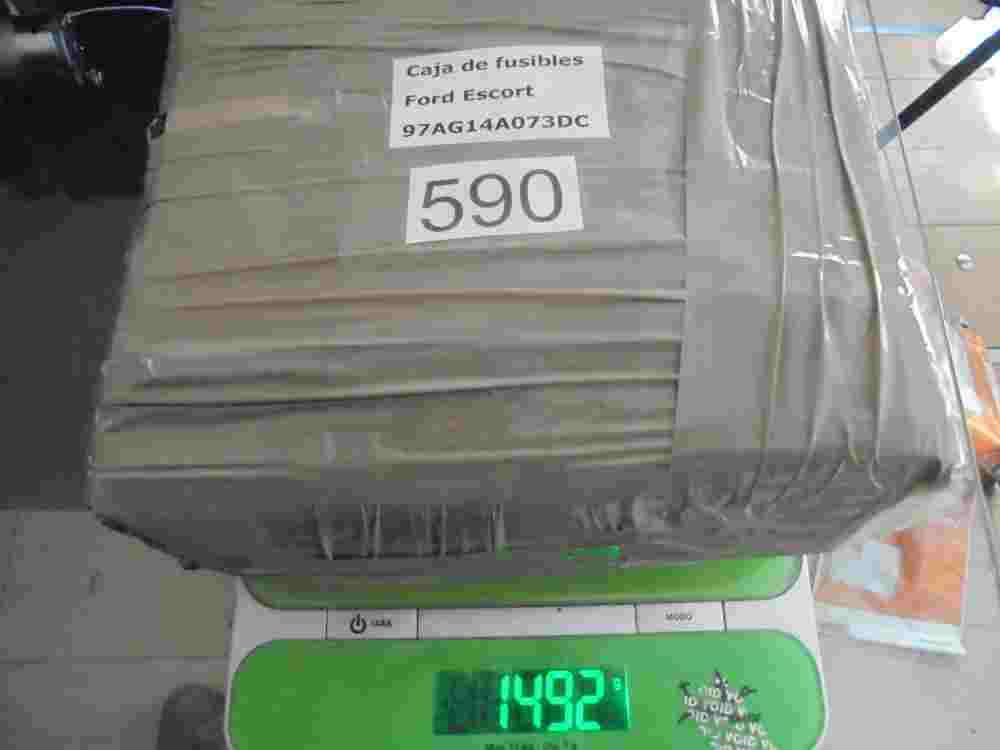 Caja de fusibles
Ford Escort
97AG14A073DC
590
TARA
MODO
1492 g